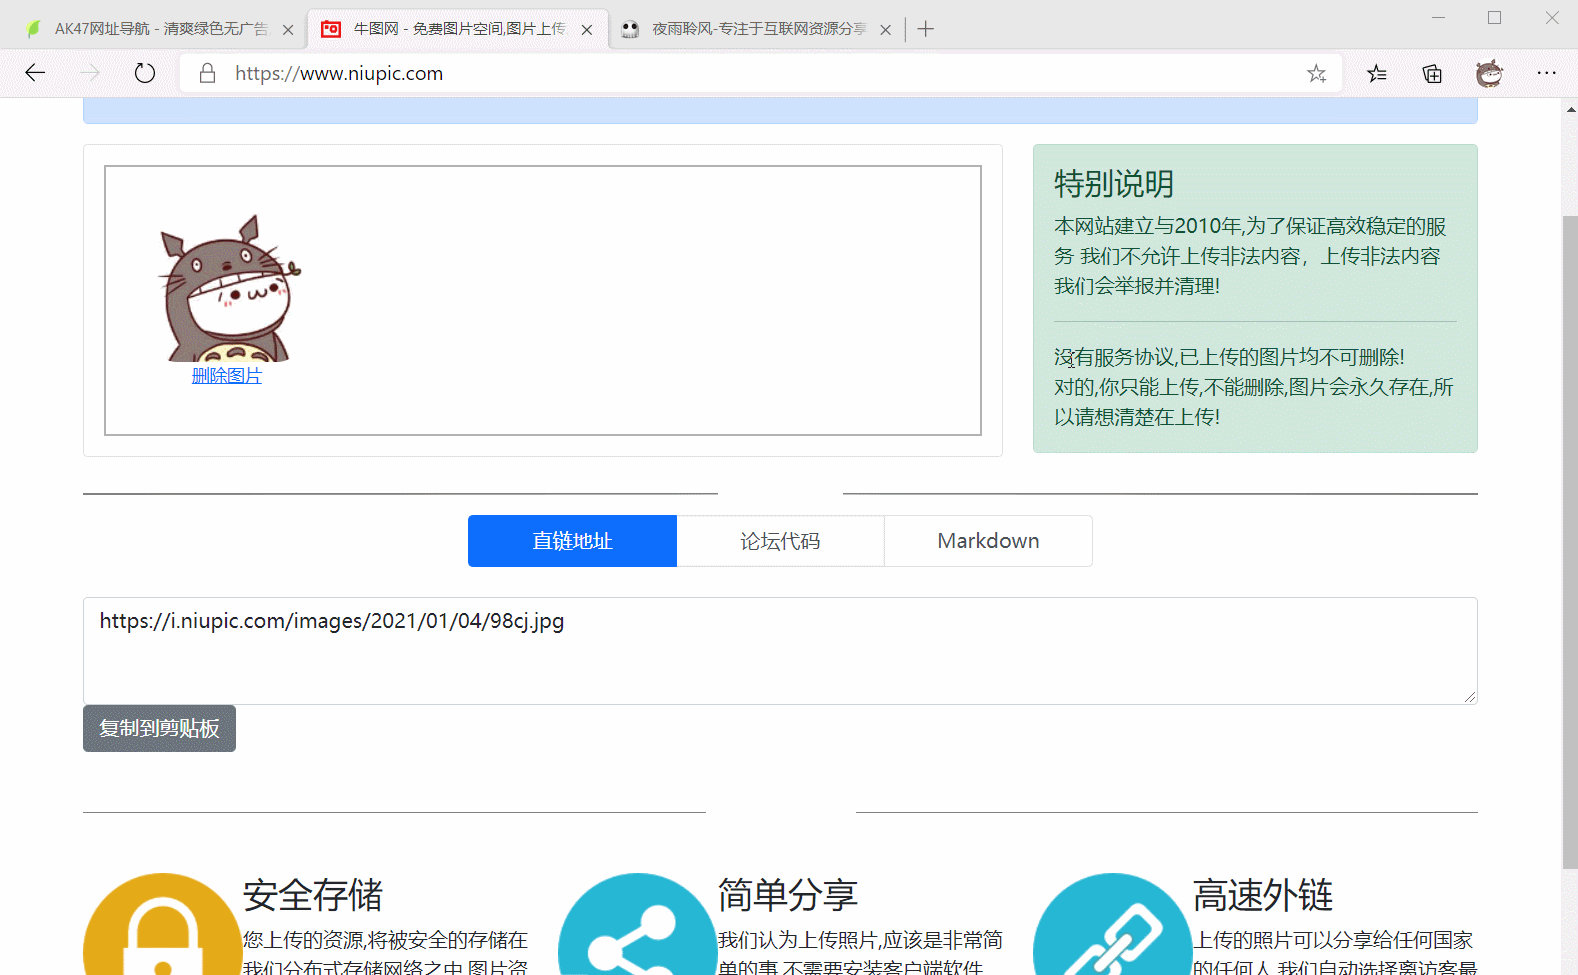 AK47网址导航 - 清爽绿色无广告
牛图网 - 免费图片空间,图片上传
夜雨聆风-专注于互联网资源分享
https://www.niupic.com
删除图片
特别说明
本网站建立与2010年,为了保证高效稳定的服
务 我们不允许上传非法内容，上传非法内容
我们会举报并清理!
没有服务协议,已上传的图片均不可删除!
对的,你只能上传,不能删除,图片会永久存在,所
以请想清楚在上传!
直链地址
论坛代码
Markdown
https://i.niupic.com/images/2021/01/04/98cj.jpg
复制到剪贴板
安全存储
您上传的资源,将被安全的存储在
我们分布式存储网络之中,图片资
简单分享
我们认为上传照片,应该是非常简
单的事,不需要安装客户端软件
高速外链
上传的照片可以分享给任何国家
的任何人,我们自动选择离访客最